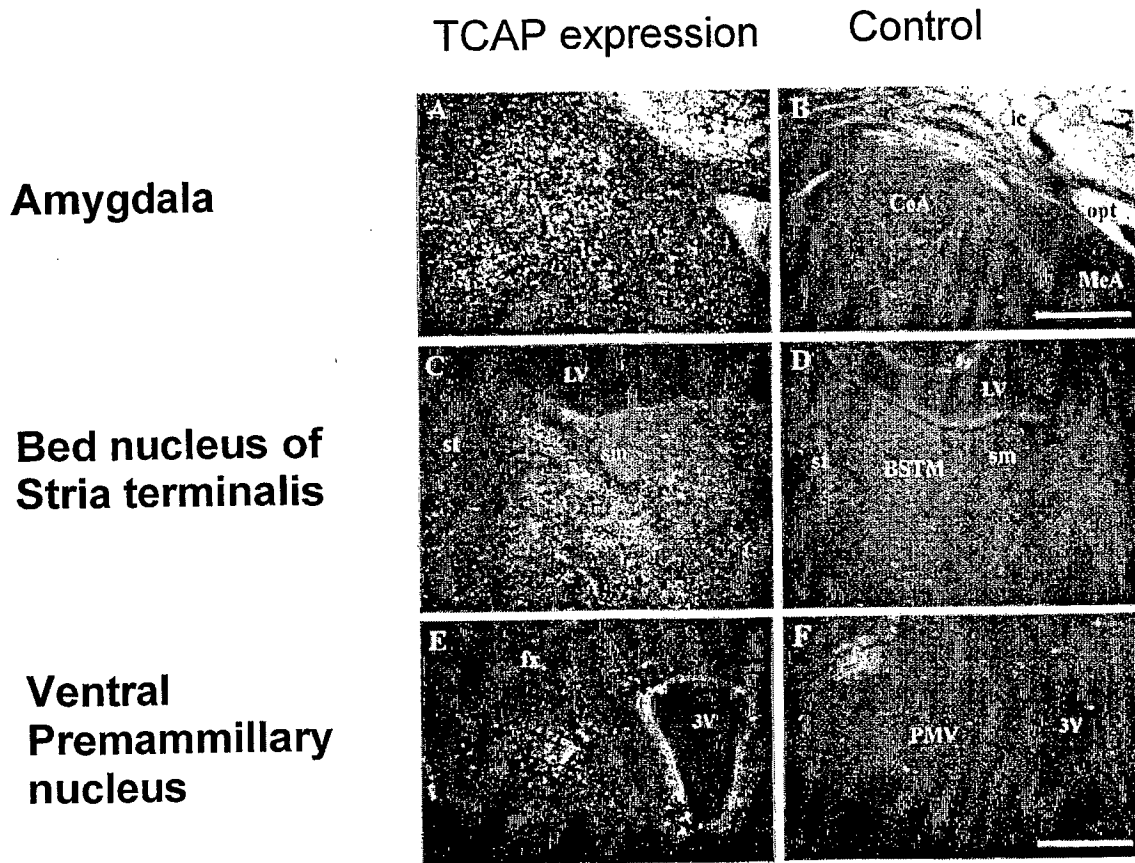 TCAP expression
Control
Amygdala
A
B
ic
CoA
opt
MeA
Bed nucleus of
Stria terminalis
C
LV
st
sm
D
LV
st
BSTM
sm
Ventral
Premammillary
nucleus
E
fx
3V
F
PMV
3V